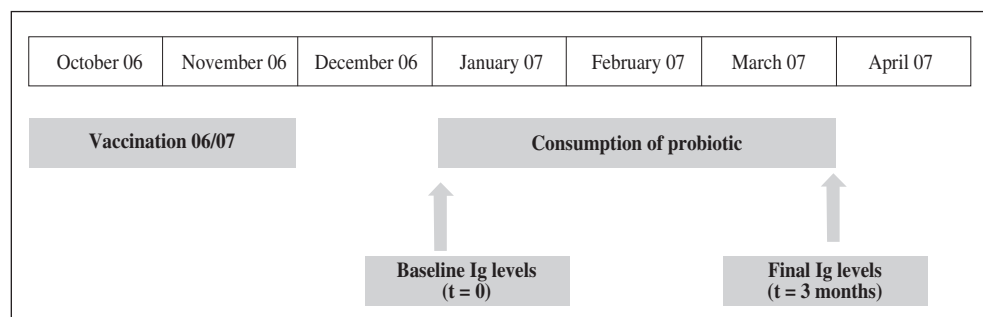 October 06 November 06 December 06 January 07 February 07 March 07 April 07
Vaccination 06/07 Consumption of probiotic
Baseline Ig levels Final Ig levels
(t = 0) (t = 3 months)